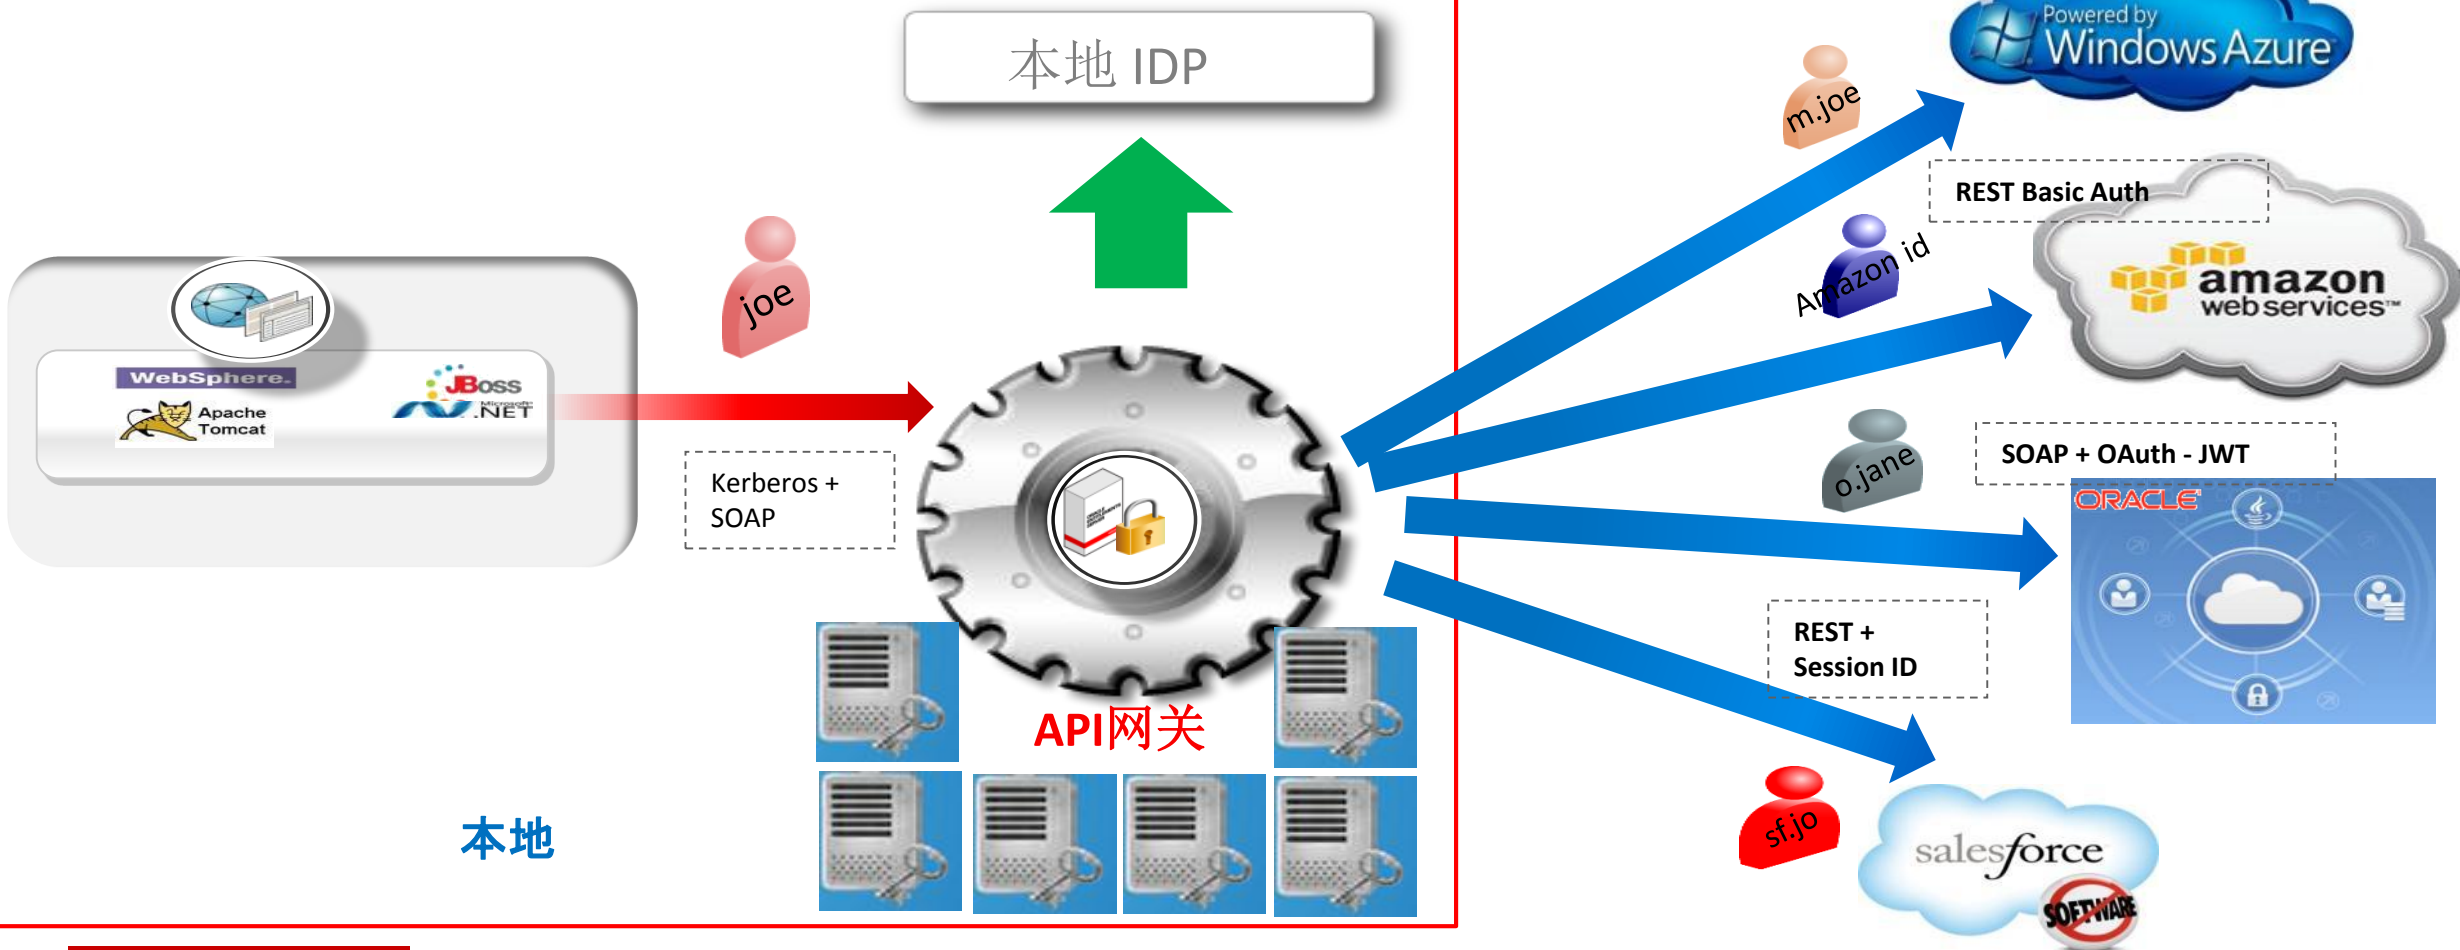 本地 IDP
Powered by
Windows Azure
m.joe
REST Basic Auth
Amazon id
amazon
web services™
joe
WebSphere.
JBoss
Microsoft
.NET
Apache
Tomcat
Kerberos +
SOAP
o.jane
SOAP + OAuth - JWT
ORACLE
REST +
Session ID
API网关
本地
sf.jo
salesforce
SOFTWARE